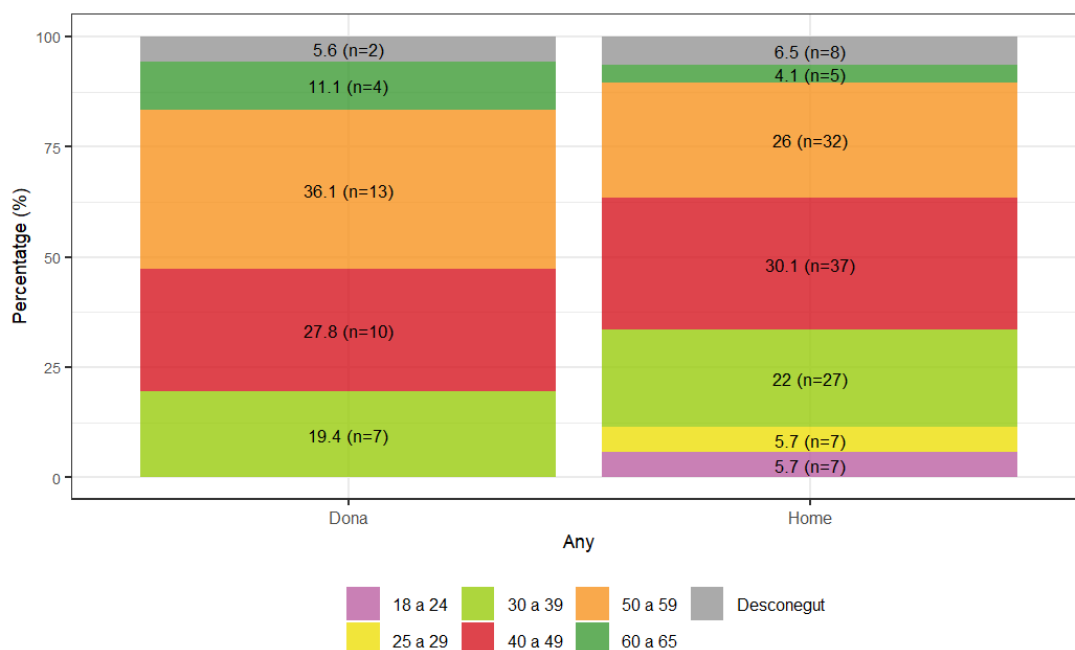 100
75
50
25
0
Percentatge (%)
5.6 (n=2)
11.1 (n=4)
36.1 (n=13)
27.8 (n=10)
19.4 (n=7)
6.5 (n=8)
4.1 (n=5)
26 (n=32)
30.1 (n=37)
22 (n=27)
5.7 (n=7)
5.7 (n=7)
Dona
Home
Any
18 a 24
30 a 39
50 a 59
Desconegut
25 a 29
40 a 49
60 a 65